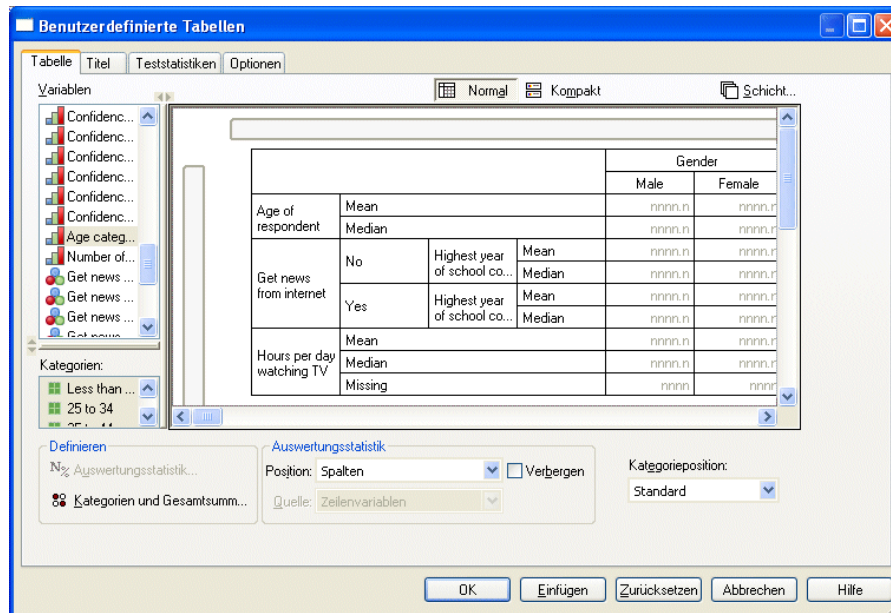 Benutzerdefinierte Tabellen
Tabelle Titel Teststatistiken Optionen
Variablen
Normal Kompakt Schicht...
Confidenc...
Confidenc...
Confidenc...
Confidenc...
Confidenc...
Confidenc...
Age categ...
Number of...
Get news ...
Get news ...
Get news ...
Get news
Kategorien:
Less than ...
25 to 34
Gender
Male Female
Age of respondent
Mean nnnn.n nnnn.n
Median nnnn.n nnnn.n
Get news from internet
No
Highest year of school co...
Mean nnnn.n nnnn.n
Median nnnn.n nnnn.n
Yes
Highest year of school co...
Mean nnnn.n nnnn.n
Median nnnn.n nnnn.n
Hours per day watching TV
Mean nnnn.n nnnn.n
Median nnnn.n nnnn.n
Missing nnnn nnnn
Definieren
N% Auswertungsstatistik...
Kategorien und Gesamtsumm...
Auswertungsstatistik
Position: Spalten Verbergen
Quelle: Zeilenvariablen
Kategorieposition:
Standard
OK Einfügen Zurücksetzen Abbrechen Hilfe